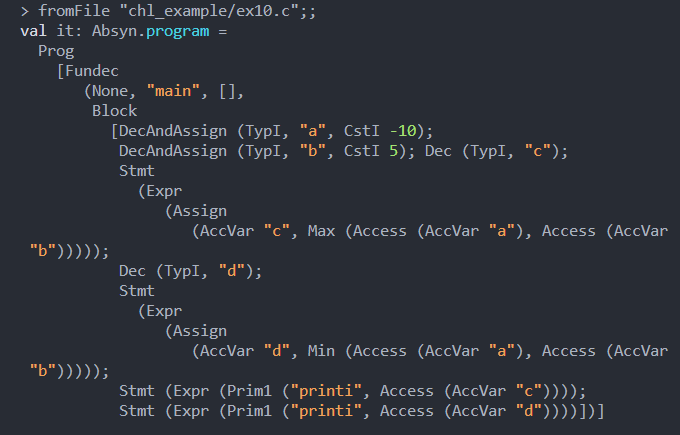 > fromFile "chl_example/ex10.c";;
val it: Absyn.program =
  Prog
    [Fundec
       (None, "main", [],
        Block
          [DecAndAssign (TypI, "a", CstI -10);
           DecAndAssign (TypI, "b", CstI 5); Dec (TypI, "c");
           Stmt
             (Expr
                (Assign
                   (AccVar "c", Max (Access (AccVar "a"), Access (AccVar
 "b")))));
           Dec (TypI, "d");
           Stmt
             (Expr
                (Assign
                   (AccVar "d", Min (Access (AccVar "a"), Access (AccVar
 "b")))));
           Stmt (Expr (Prim1 ("printi", Access (AccVar "c"))));
           Stmt (Expr (Prim1 ("printi", Access (AccVar "d"))))])]